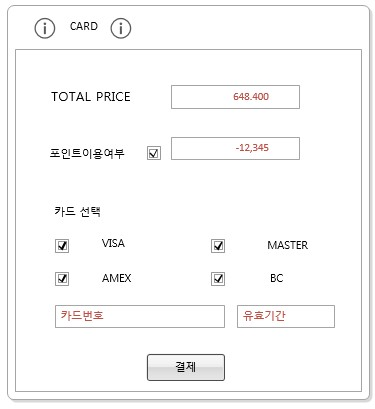 CARD
TOTAL PRICE 648.400
포인트이용여부 -12,345
카드 선택
VISA MASTER
AMEX BC
카드번호 유효기간
결제